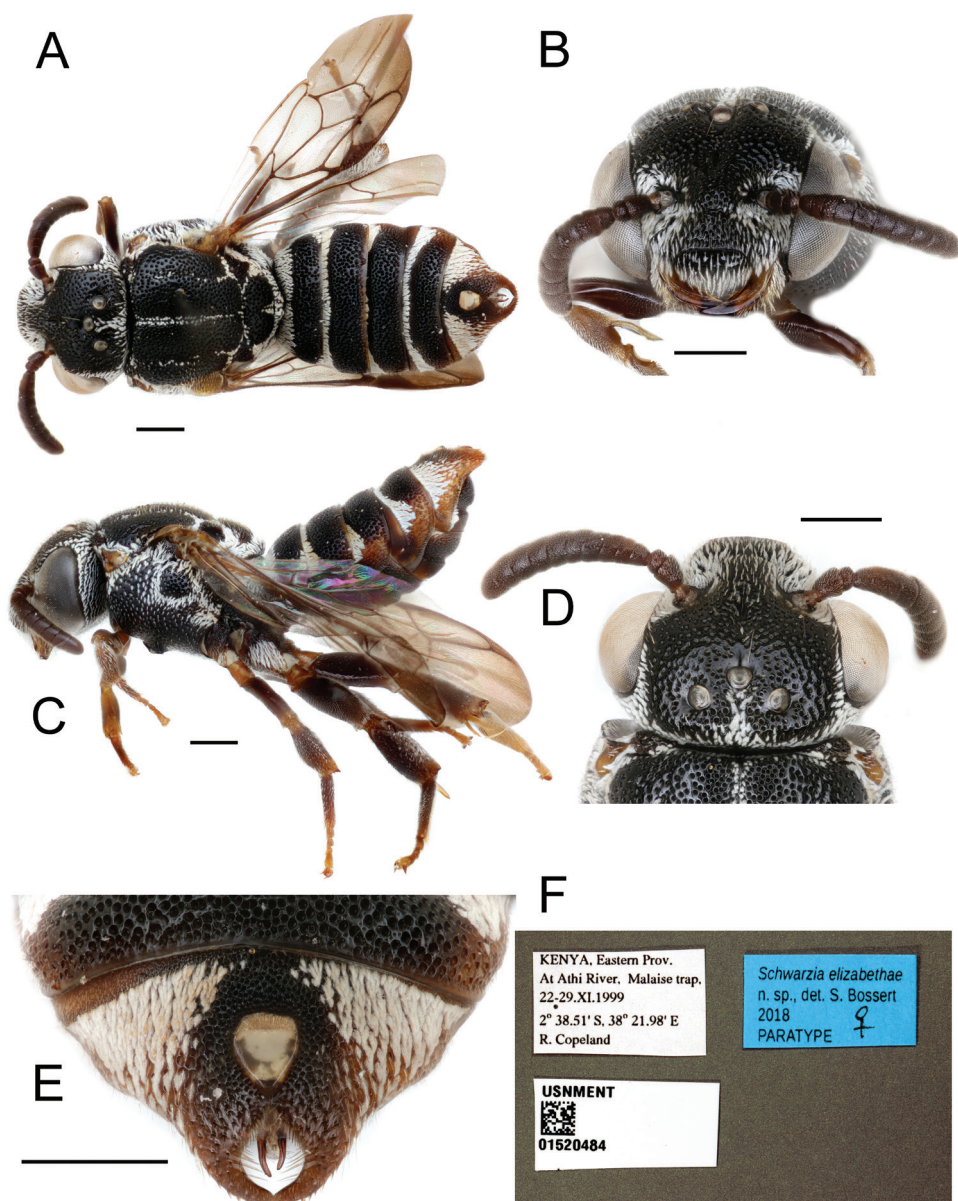 A
B
C
D
E
F
KENYA, Eastern Prov.
At Athi River, Malaise trap,
22-29.XI.1999
2° 38.51' S, 38° 21.98' E
R. Copeland
Schwarzia elizabethae
n. sp., det. S. Bossert
2018
PARATYPE ♀
USNMENT
01520484